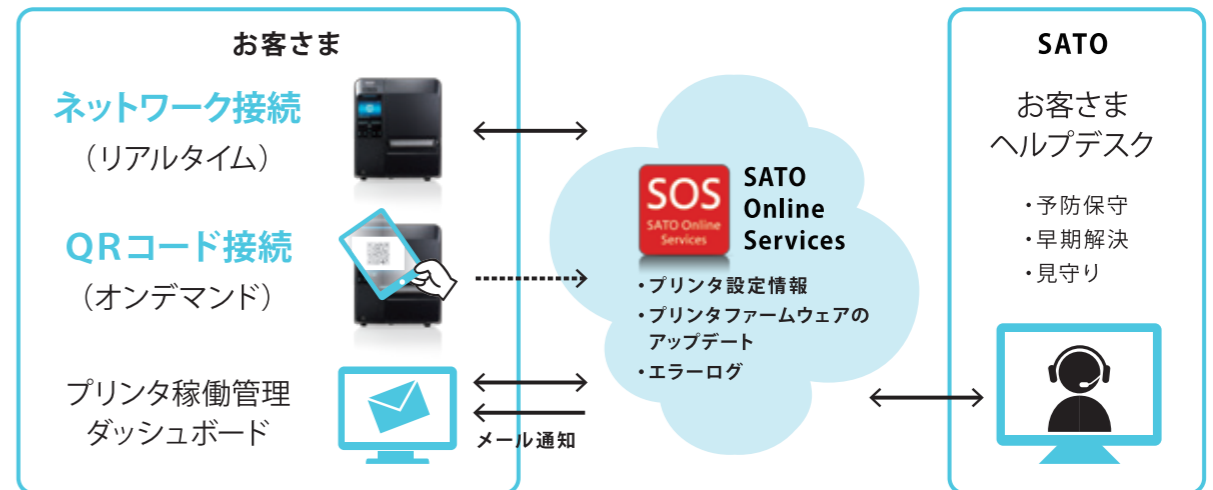 お客さま
ネットワーク接続
（リアルタイム）
QRコード接続
（オンデマンド）
プリンタ稼働管理
ダッシュボード
メール通知
SOS
SATO Online
Services
SATO
Online
Services
・プリンタ設定情報
・プリンタファームウェアの
アップデート
・エラーログ
SATO
お客さま
ヘルプデスク
・予防保守
・早期解決
・見守り